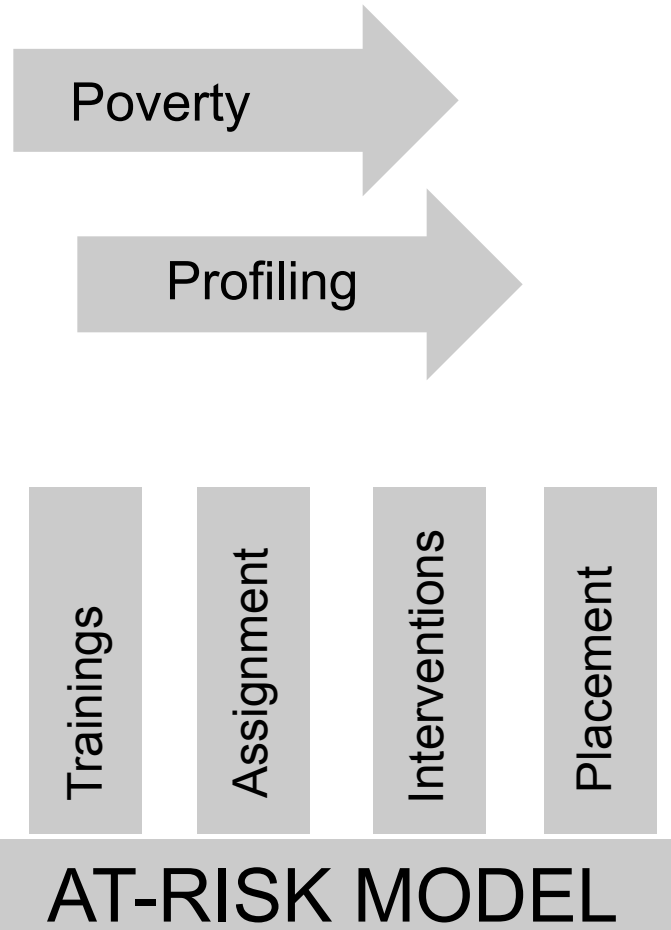 Poverty
Profiling
Trainings
Assignment
Interventions
Placement
AT-RISK MODEL